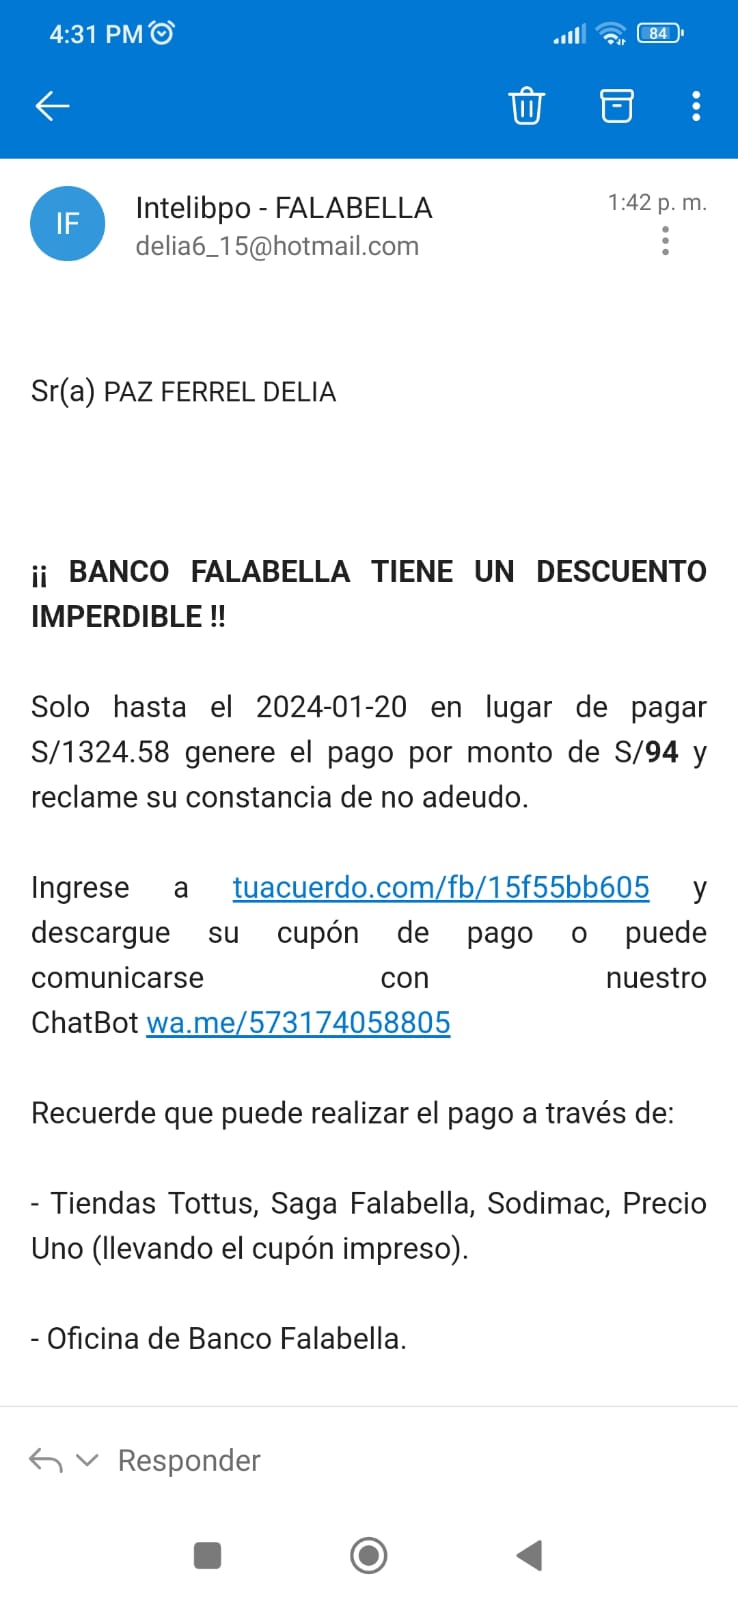 4:31 PM
84
IF
Intelibpo - FALABELLA
1:42 p. m.
delia6_15@hotmail.com
Sr(a) PAZ FERREL DELIA
¡¡ BANCO FALABELLA TIENE UN DESCUENTO
IMPERDIBLE !!
Solo hasta el 2024-01-20 en lugar de pagar
S/1324.58 genere el pago por monto de S/94 y
reclame su constancia de no adeudo.
Ingrese a tuacuerdo.com/fb/15f55bb605 y
descargue su cupón de pago o puede
comunicarse con nuestro
ChatBot wa.me/573174058805
Recuerde que puede realizar el pago a través de:
- Tiendas Tottus, Saga Falabella, Sodimac, Precio
Uno (llevando el cupón impreso).
- Oficina de Banco Falabella.
Responder